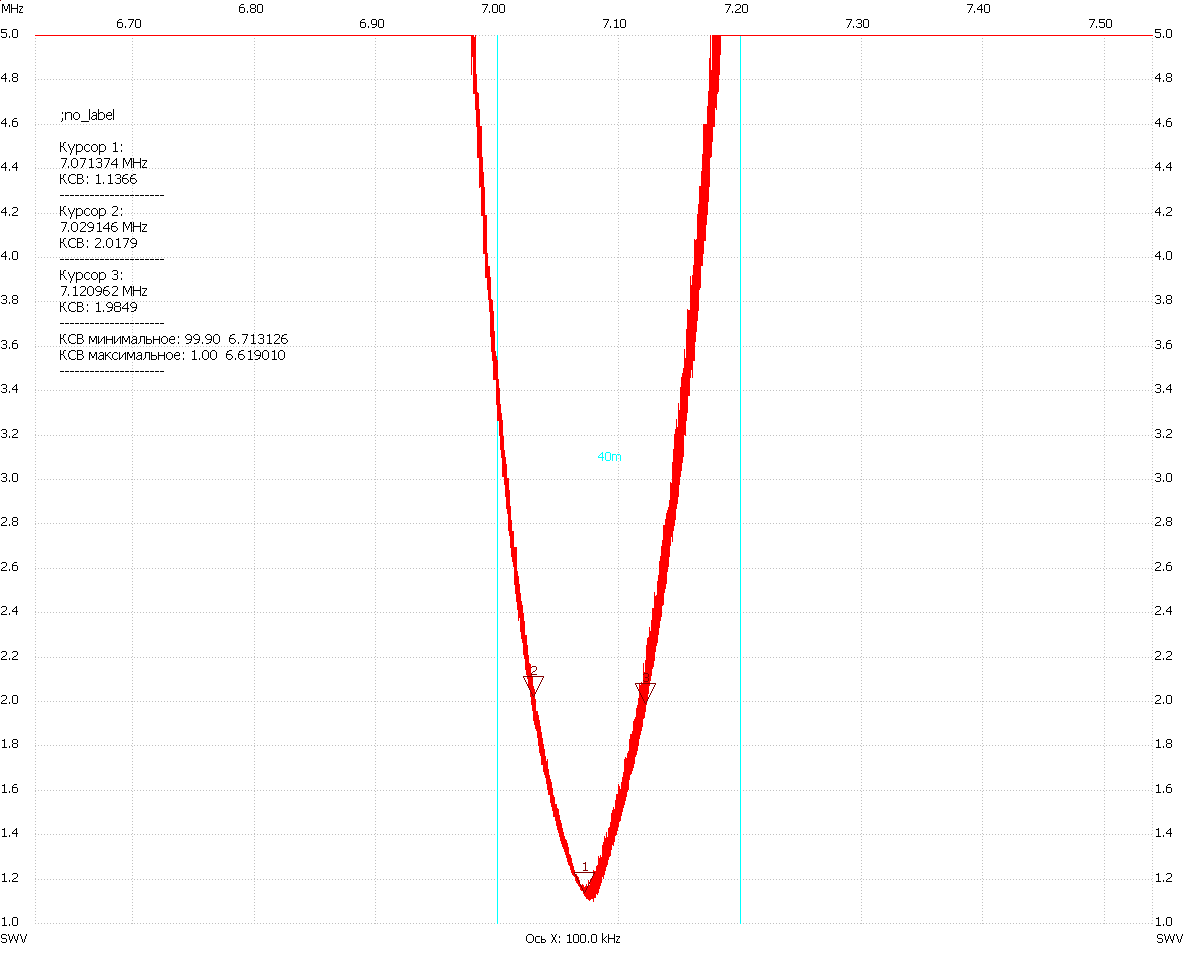 MHz 6.80 7.00 7.20 7.40
6.70 6.90 7.10 7.30 7.50
5.0 5.0
4.8 4.8
;no_label
4.6 4.6
Курсор 1:
7.071374 MHz
4.4 4.4
КСВ: 1.1366
---------------------
Курсор 2:
4.2 4.2
7.029146 MHz
КСВ: 2.0179
4.0 4.0
---------------------
Курсор 3:
7.120962 MHz
3.8 3.8
КСВ: 1.9849
---------------------
КСВ минимальное: 99.90 6.713126
3.6 3.6
КСВ максимальное: 1.00 6.619010
---------------------
3.4 3.4
3.2 3.2
40m
3.0 3.0
2.8 2.8
2.6 2.6
2.4 2.4
2.2 2.2
2
2.0 2.0
1.8 1.8
1.6 1.6
1.4 1.4
1
1.2 1.2
1.0 1.0
SWV Ось X: 100.0 kHz SWV